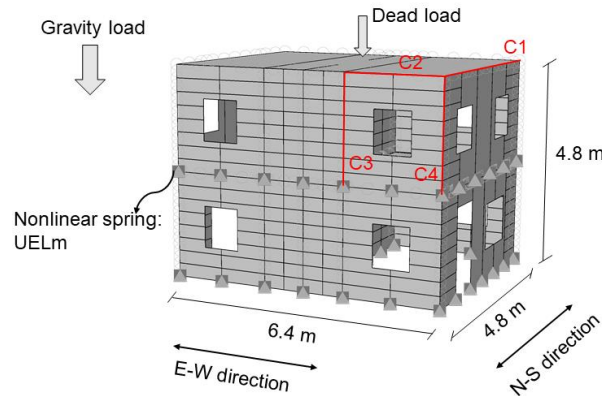 Dead load
Gravity load
C1
C2
C3
C4
4.8 m
Nonlinear spring:
UELm
6.4 m
4.8 m
E-W direction
N-S direction